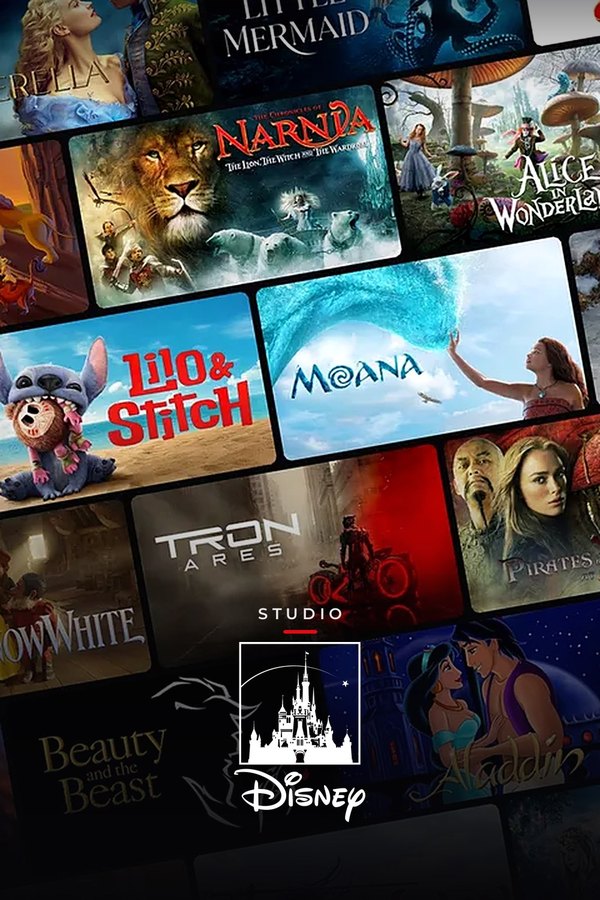 LITTLE
MERMAID
ERELLA
THE CHRONICLES OF
NARNIA
THE LION, THE WITCH AND THE WARDROBE
ALICE
IN
WONDERLAN
LILO &
STITCH
MOANA
TRON
ARES
PIRATES
OWWHITE
STUDIO
Beauty
and the
Beast
Aladdin
Disney